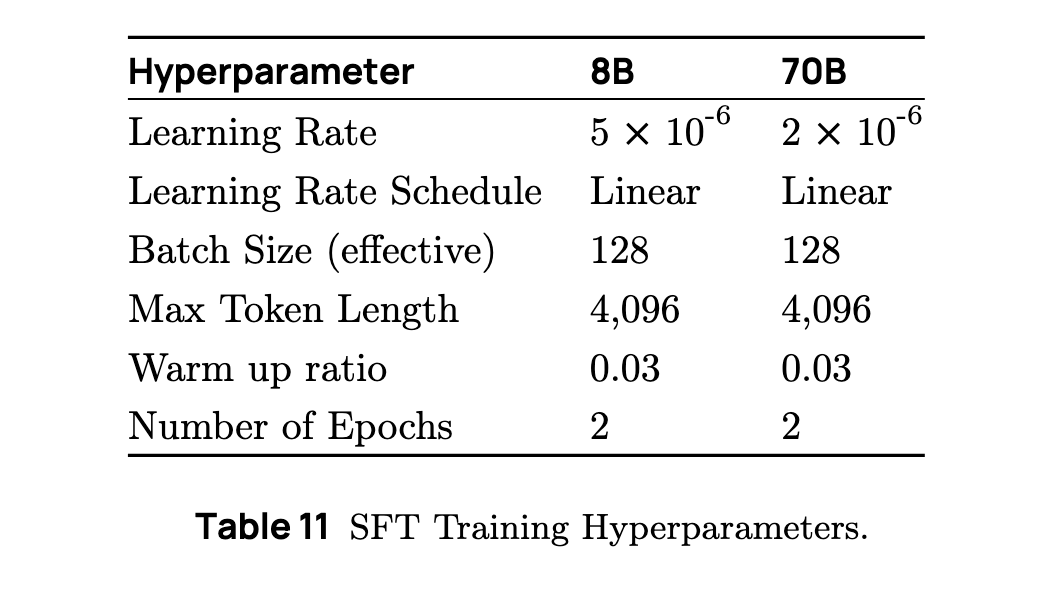 Hyperparameter 8B 70B
Learning Rate 5 × 10⁻⁶ 2 × 10⁻⁶
Learning Rate Schedule Linear Linear
Batch Size (effective) 128 128
Max Token Length 4,096 4,096
Warm up ratio 0.03 0.03
Number of Epochs 2 2
Table 11 SFT Training Hyperparameters.